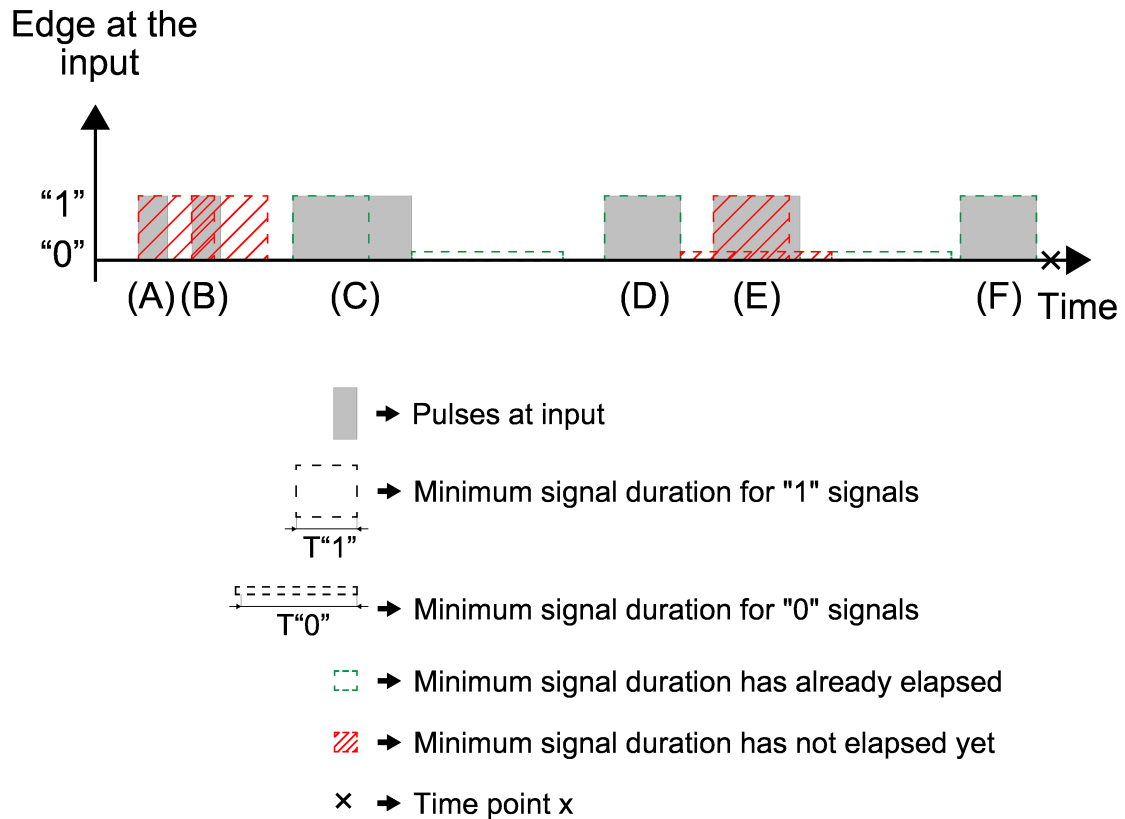 Edge at the
input
“1”
“0”
(A) (B) (C) (D) (E) (F) Time
Pulses at input
Minimum signal duration for "1" signals
T“1”
Minimum signal duration for "0" signals
T“0”
Minimum signal duration has already elapsed
Minimum signal duration has not elapsed yet
Time point x